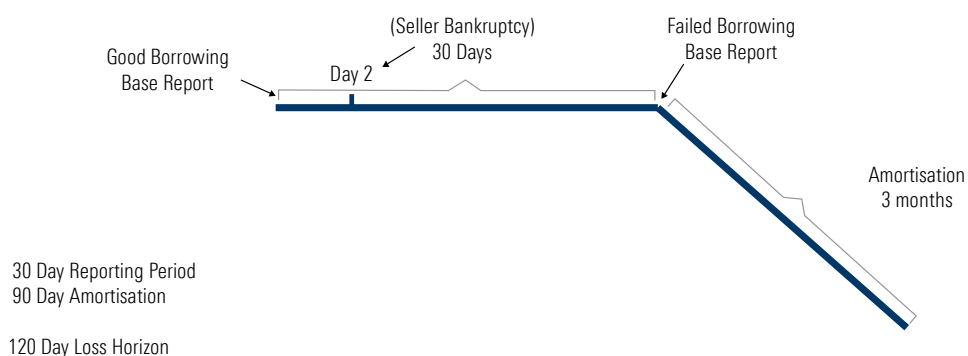 (Seller Bankruptcy)
30 Days
Failed Borrowing
Base Report
Good Borrowing
Base Report
Day 2
Amortisation
3 months
30 Day Reporting Period
90 Day Amortisation
120 Day Loss Horizon